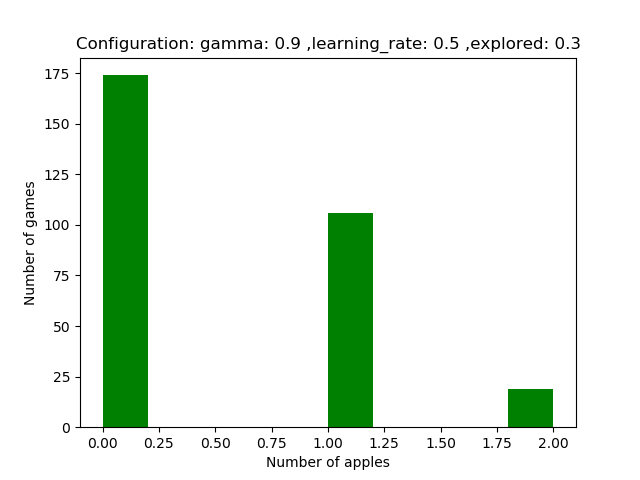 Configuration: gamma: 0.9 ,learning_rate: 0.5 ,explored: 0.3
175
150
125
100
75
50
25
0
Number of games
0.00 0.25 0.50 0.75 1.00 1.25 1.50 1.75 2.00
Number of apples